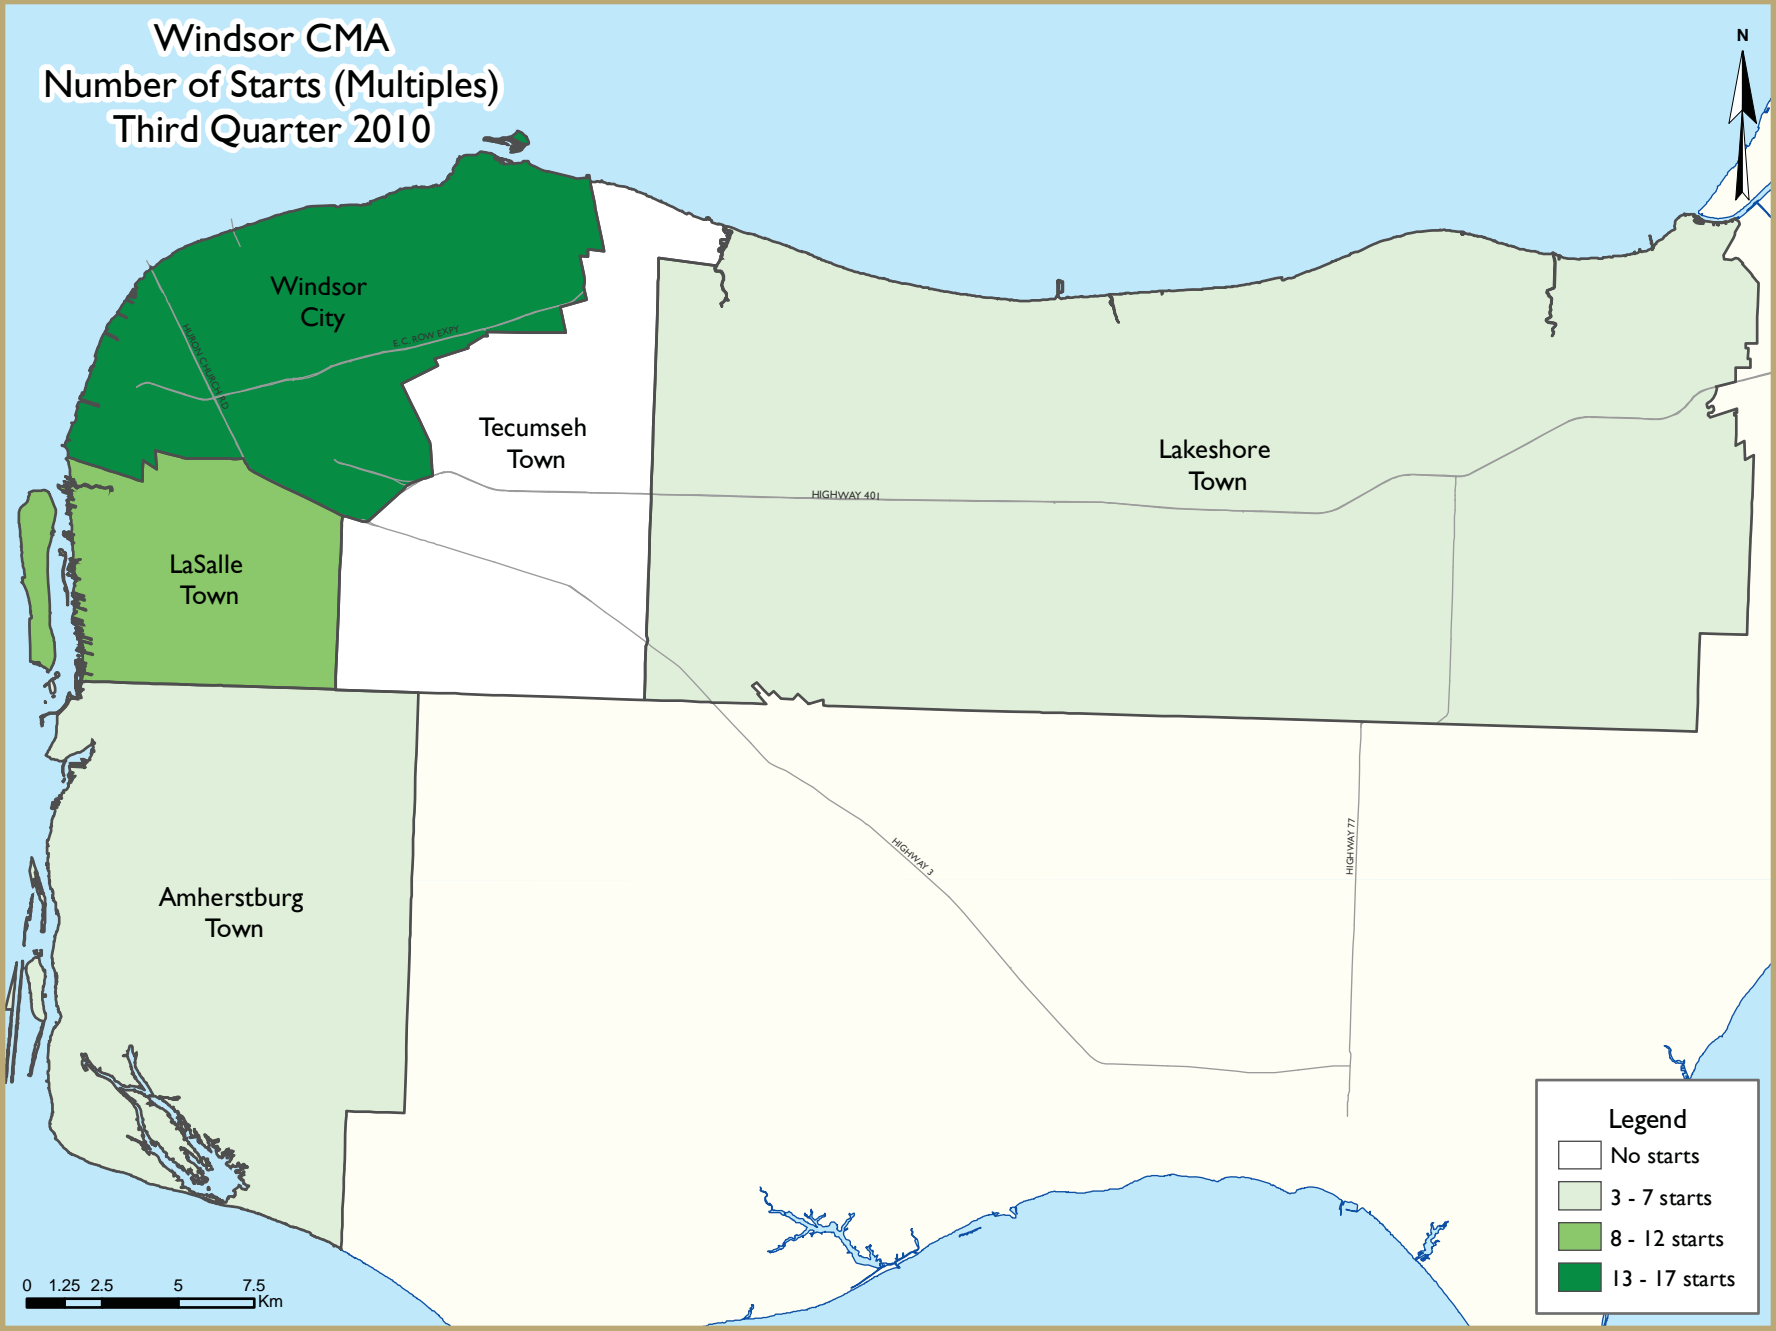 Windsor CMA
Number of Starts (Multiples)
Third Quarter 2010
N
Windsor
City
HURON CHURCH RD
E.C. ROW EXPY
Tecumseh
Town
Lakeshore
Town
HIGHWAY 401
LaSalle
Town
Amherstburg
Town
HIGHWAY 3
HIGHWAY 77
Legend
No starts
3 - 7 starts
8 - 12 starts
13 - 17 starts
0 1.25 2.5 5 7.5
Km